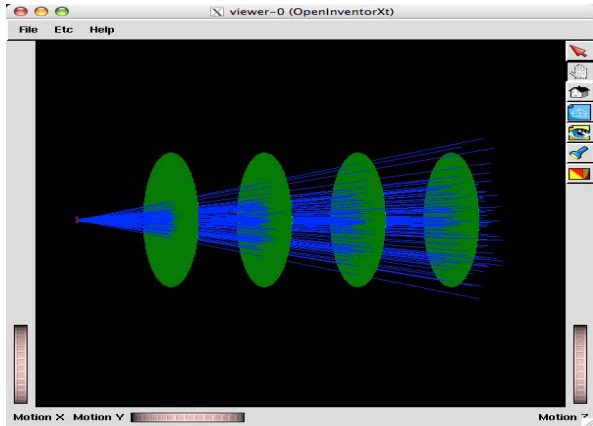 viewer-0 (OpenInventorXt)
File Etc Help
Motion X Motion Y Motion Z